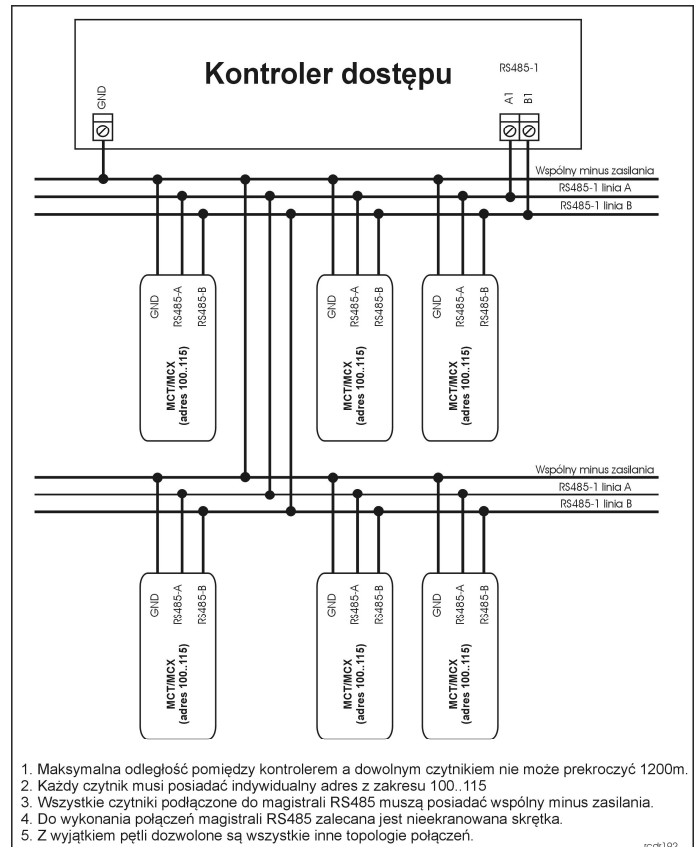 Kontroler dostępu
RS485-1
GND
A1
B1
Wspólny minus zasilania
RS485-1 linia A
RS485-1 linia B
GND
RS485-A
RS485-B
MCT/MCX
(adres 100..115)
GND
RS485-A
RS485-B
MCT/MCX
(adres 100..115)
GND
RS485-A
RS485-B
MCT/MCX
(adres 100..115)
Wspólny minus zasilania
RS485-1 linia A
RS485-1 linia B
GND
RS485-A
RS485-B
MCT/MCX
(adres 100..115)
GND
RS485-A
RS485-B
MCT/MCX
(adres 100..115)
GND
RS485-A
RS485-B
MCT/MCX
(adres 100..115)
1. Maksymalna odległość pomiędzy kontrolerem a dowolnym czytnikiem nie może prekroczyć 1200m.
2. Każdy czytnik musi posiadać indywidualny adres z zakresu 100..115
3. Wszystkie czytniki podłączone do magistrali RS485 muszą posiadać wspólny minus zasilania.
4. Do wykonania połączeń magistrali RS485 zalecana jest nieekranowana skrętka.
5. Z wyjątkiem pętli dozwolone są wszystkie inne topologie połączeń.